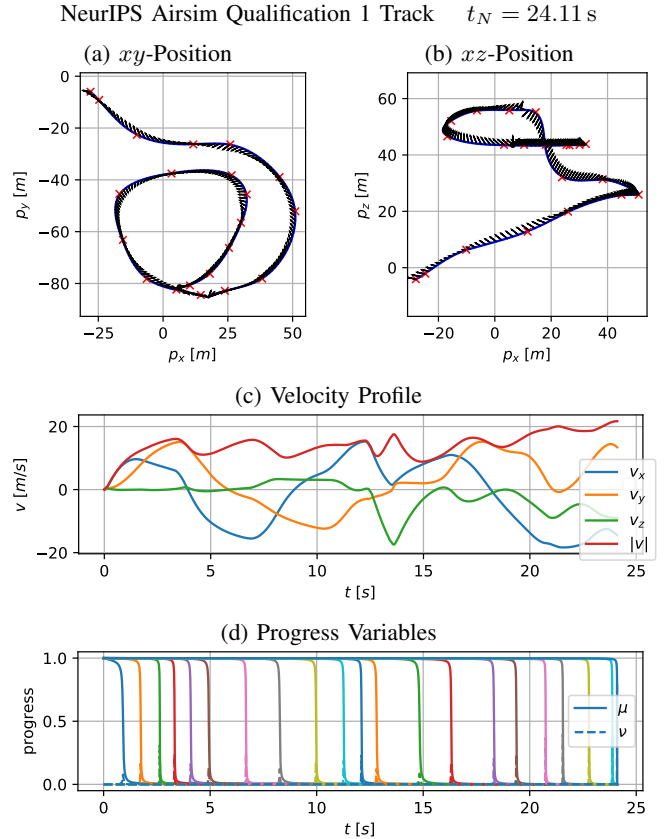 NeurIPS Airsim Qualification 1 Track t_N = 24.11 s
(a) xy-Position
(b) xz-Position
0
−20
−40
−60
−80
p_y [m]
−25 0 25 50
p_x [m]
60
40
20
0
p_z [m]
−20 0 20 40
p_x [m]
(c) Velocity Profile
20
0
−20
v [m/s]
v_x
v_y
v_z
|v|
0 5 10 15 20 25
t [s]
(d) Progress Variables
1.0
0.5
0.0
progress
μ
ν
0 5 10 15 20 25
t [s]